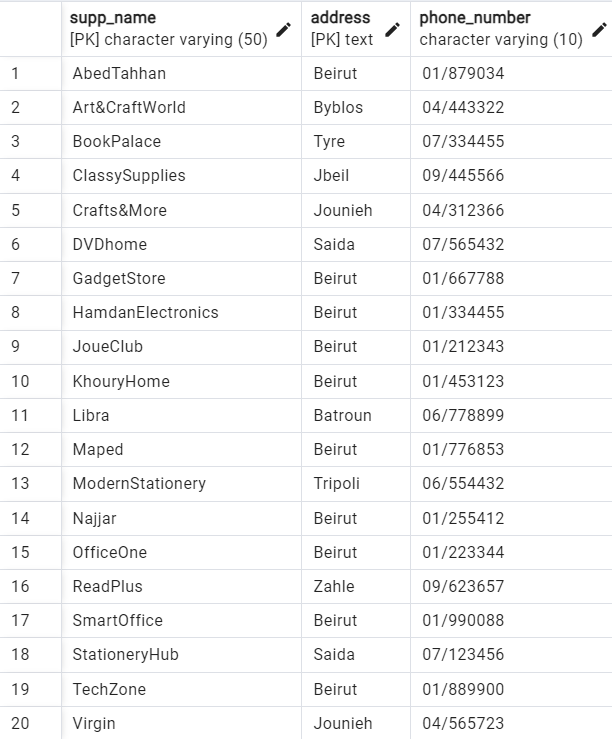 supp_name address phone_number
[PK] character varying (50) [PK] text character varying (10)
1 AbedTahhan Beirut 01/879034
2 Art&CraftWorld Byblos 04/443322
3 BookPalace Tyre 07/334455
4 ClassySupplies Jbeil 09/445566
5 Crafts&More Jounieh 04/312366
6 DVDhome Saida 07/565432
7 GadgetStore Beirut 01/667788
8 HamdanElectronics Beirut 01/334455
9 JoueClub Beirut 01/212343
10 KhouryHome Beirut 01/453123
11 Libra Batroun 06/778899
12 Maped Beirut 01/776853
13 ModernStationery Tripoli 06/554432
14 Najjar Beirut 01/255412
15 OfficeOne Beirut 01/223344
16 ReadPlus Zahle 09/623657
17 SmartOffice Beirut 01/990088
18 StationeryHub Saida 07/123456
19 TechZone Beirut 01/889900
20 Virgin Jounieh 04/565723